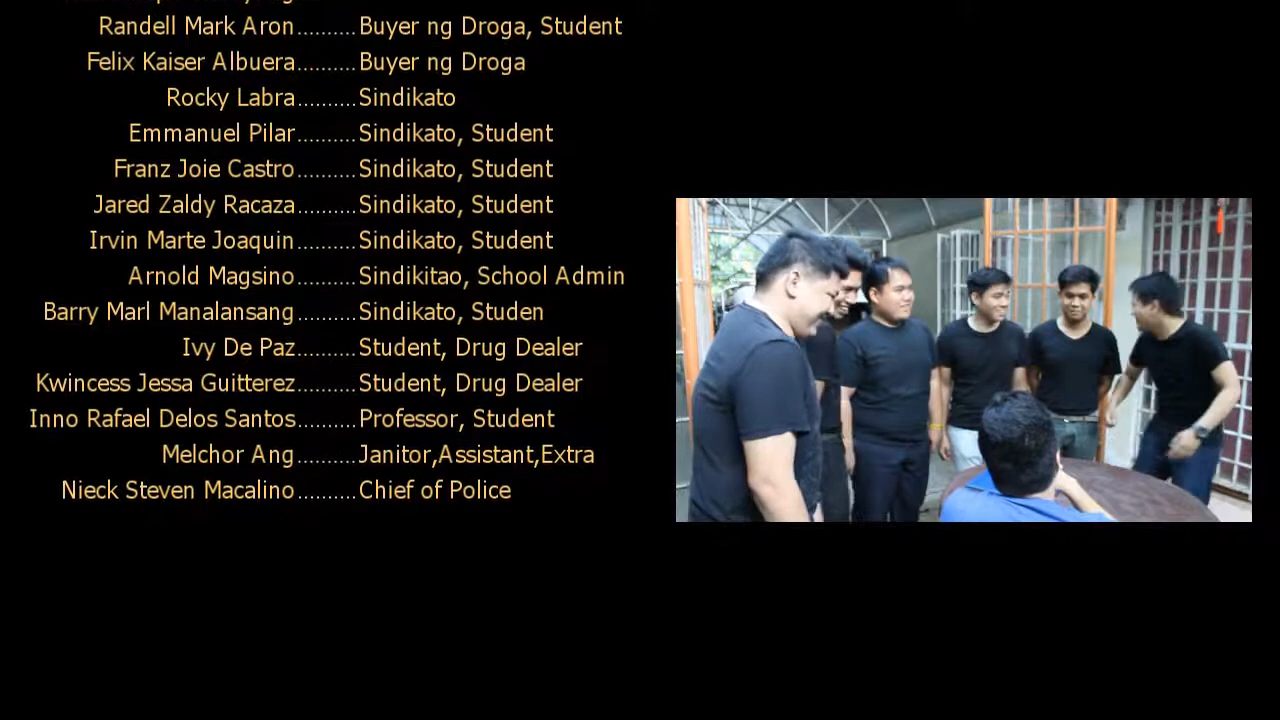 Randell Mark Aron..........Buyer ng Droga, Student
Felix Kaiser Albuera..........Buyer ng Droga
Rocky Labra..........Sindikato
Emmanuel Pilar..........Sindikato, Student
Franz Joie Castro..........Sindikato, Student
Jared Zaldy Racaza..........Sindikato, Student
Irvin Marte Joaquin..........Sindikato, Student
Arnold Magsino..........Sindikitao, School Admin
Barry Marl Manalansang..........Sindikato, Studen
Ivy De Paz..........Student, Drug Dealer
Kwincess Jessa Guitterez..........Student, Drug Dealer
Inno Rafael Delos Santos..........Professor, Student
Melchor Ang..........Janitor,Assistant,Extra
Nieck Steven Macalino..........Chief of Police